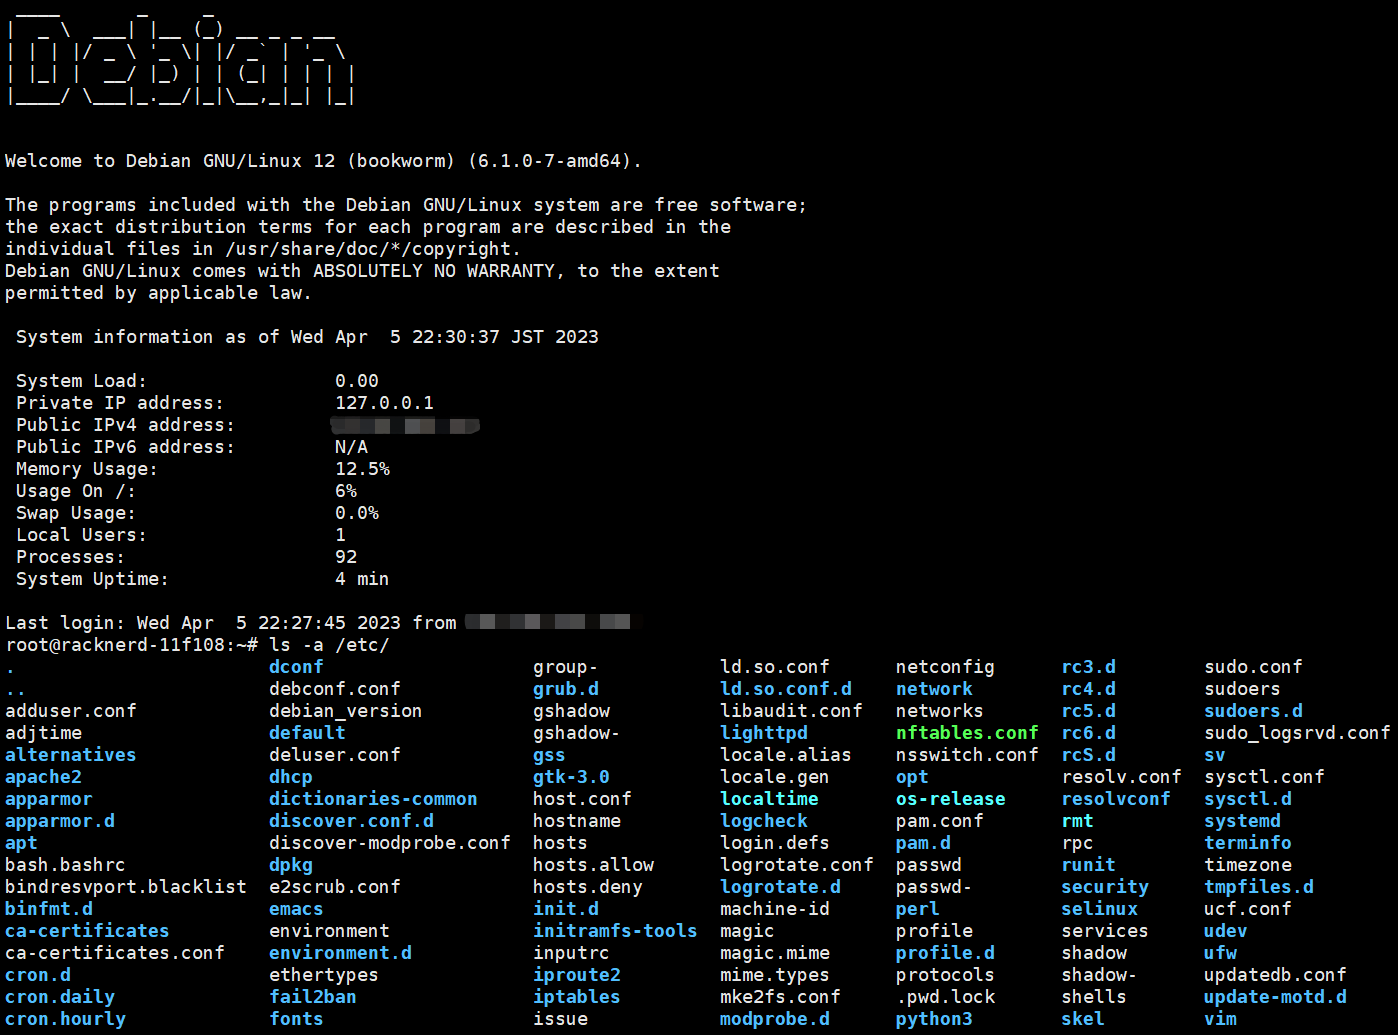 Debian
Welcome to Debian GNU/Linux 12 (bookworm) (6.1.0-7-amd64).
The programs included with the Debian GNU/Linux system are free software;
the exact distribution terms for each program are described in the
individual files in /usr/share/doc/*/copyright.
Debian GNU/Linux comes with ABSOLUTELY NO WARRANTY, to the extent
permitted by applicable law.
System information as of Wed Apr  5 22:30:37 JST 2023
System Load: 0.00
Private IP address: 127.0.0.1
Public IPv4 address:
Public IPv6 address: N/A
Memory Usage: 12.5%
Usage On /: 6%
Swap Usage: 0.0%
Local Users: 1
Processes: 92
System Uptime: 4 min
Last login: Wed Apr  5 22:27:45 2023 from
root@racknerd-11f108:~# ls -a /etc/
. dconf group- ld.so.conf netconfig rc3.d sudo.conf
.. debconf.conf grub.d ld.so.conf.d network rc4.d sudoers
adduser.conf debian_version gshadow libaudit.conf networks rc5.d sudoers.d
adjtime default gshadow- lighttpd nftables.conf rc6.d sudo_logsrvd.conf
alternatives deluser.conf gss locale.alias nsswitch.conf rcS.d sv
apache2 dhcp gtk-3.0 locale.gen opt resolv.conf sysctl.conf
apparmor dictionaries-common host.conf localtime os-release resolvconf sysctl.d
apparmor.d discover.conf.d hostname logcheck pam.conf rmt systemd
apt discover-modprobe.conf hosts login.defs pam.d rpc terminfo
bash.bashrc dpkg hosts.allow logrotate.conf passwd runit timezone
bindresvport.blacklist e2scrub.conf hosts.deny logrotate.d passwd- security tmpfiles.d
binfmt.d emacs init.d machine-id perl selinux ucf.conf
ca-certificates environment initramfs-tools magic profile services udev
ca-certificates.conf environment.d inputrc magic.mime profile.d shadow ufw
cron.d ethertypes iproute2 mime.types protocols shadow- updatedb.conf
cron.daily fail2ban iptables mke2fs.conf .pwd.lock shells update-motd.d
cron.hourly fonts issue modprobe.d python3 skel vim